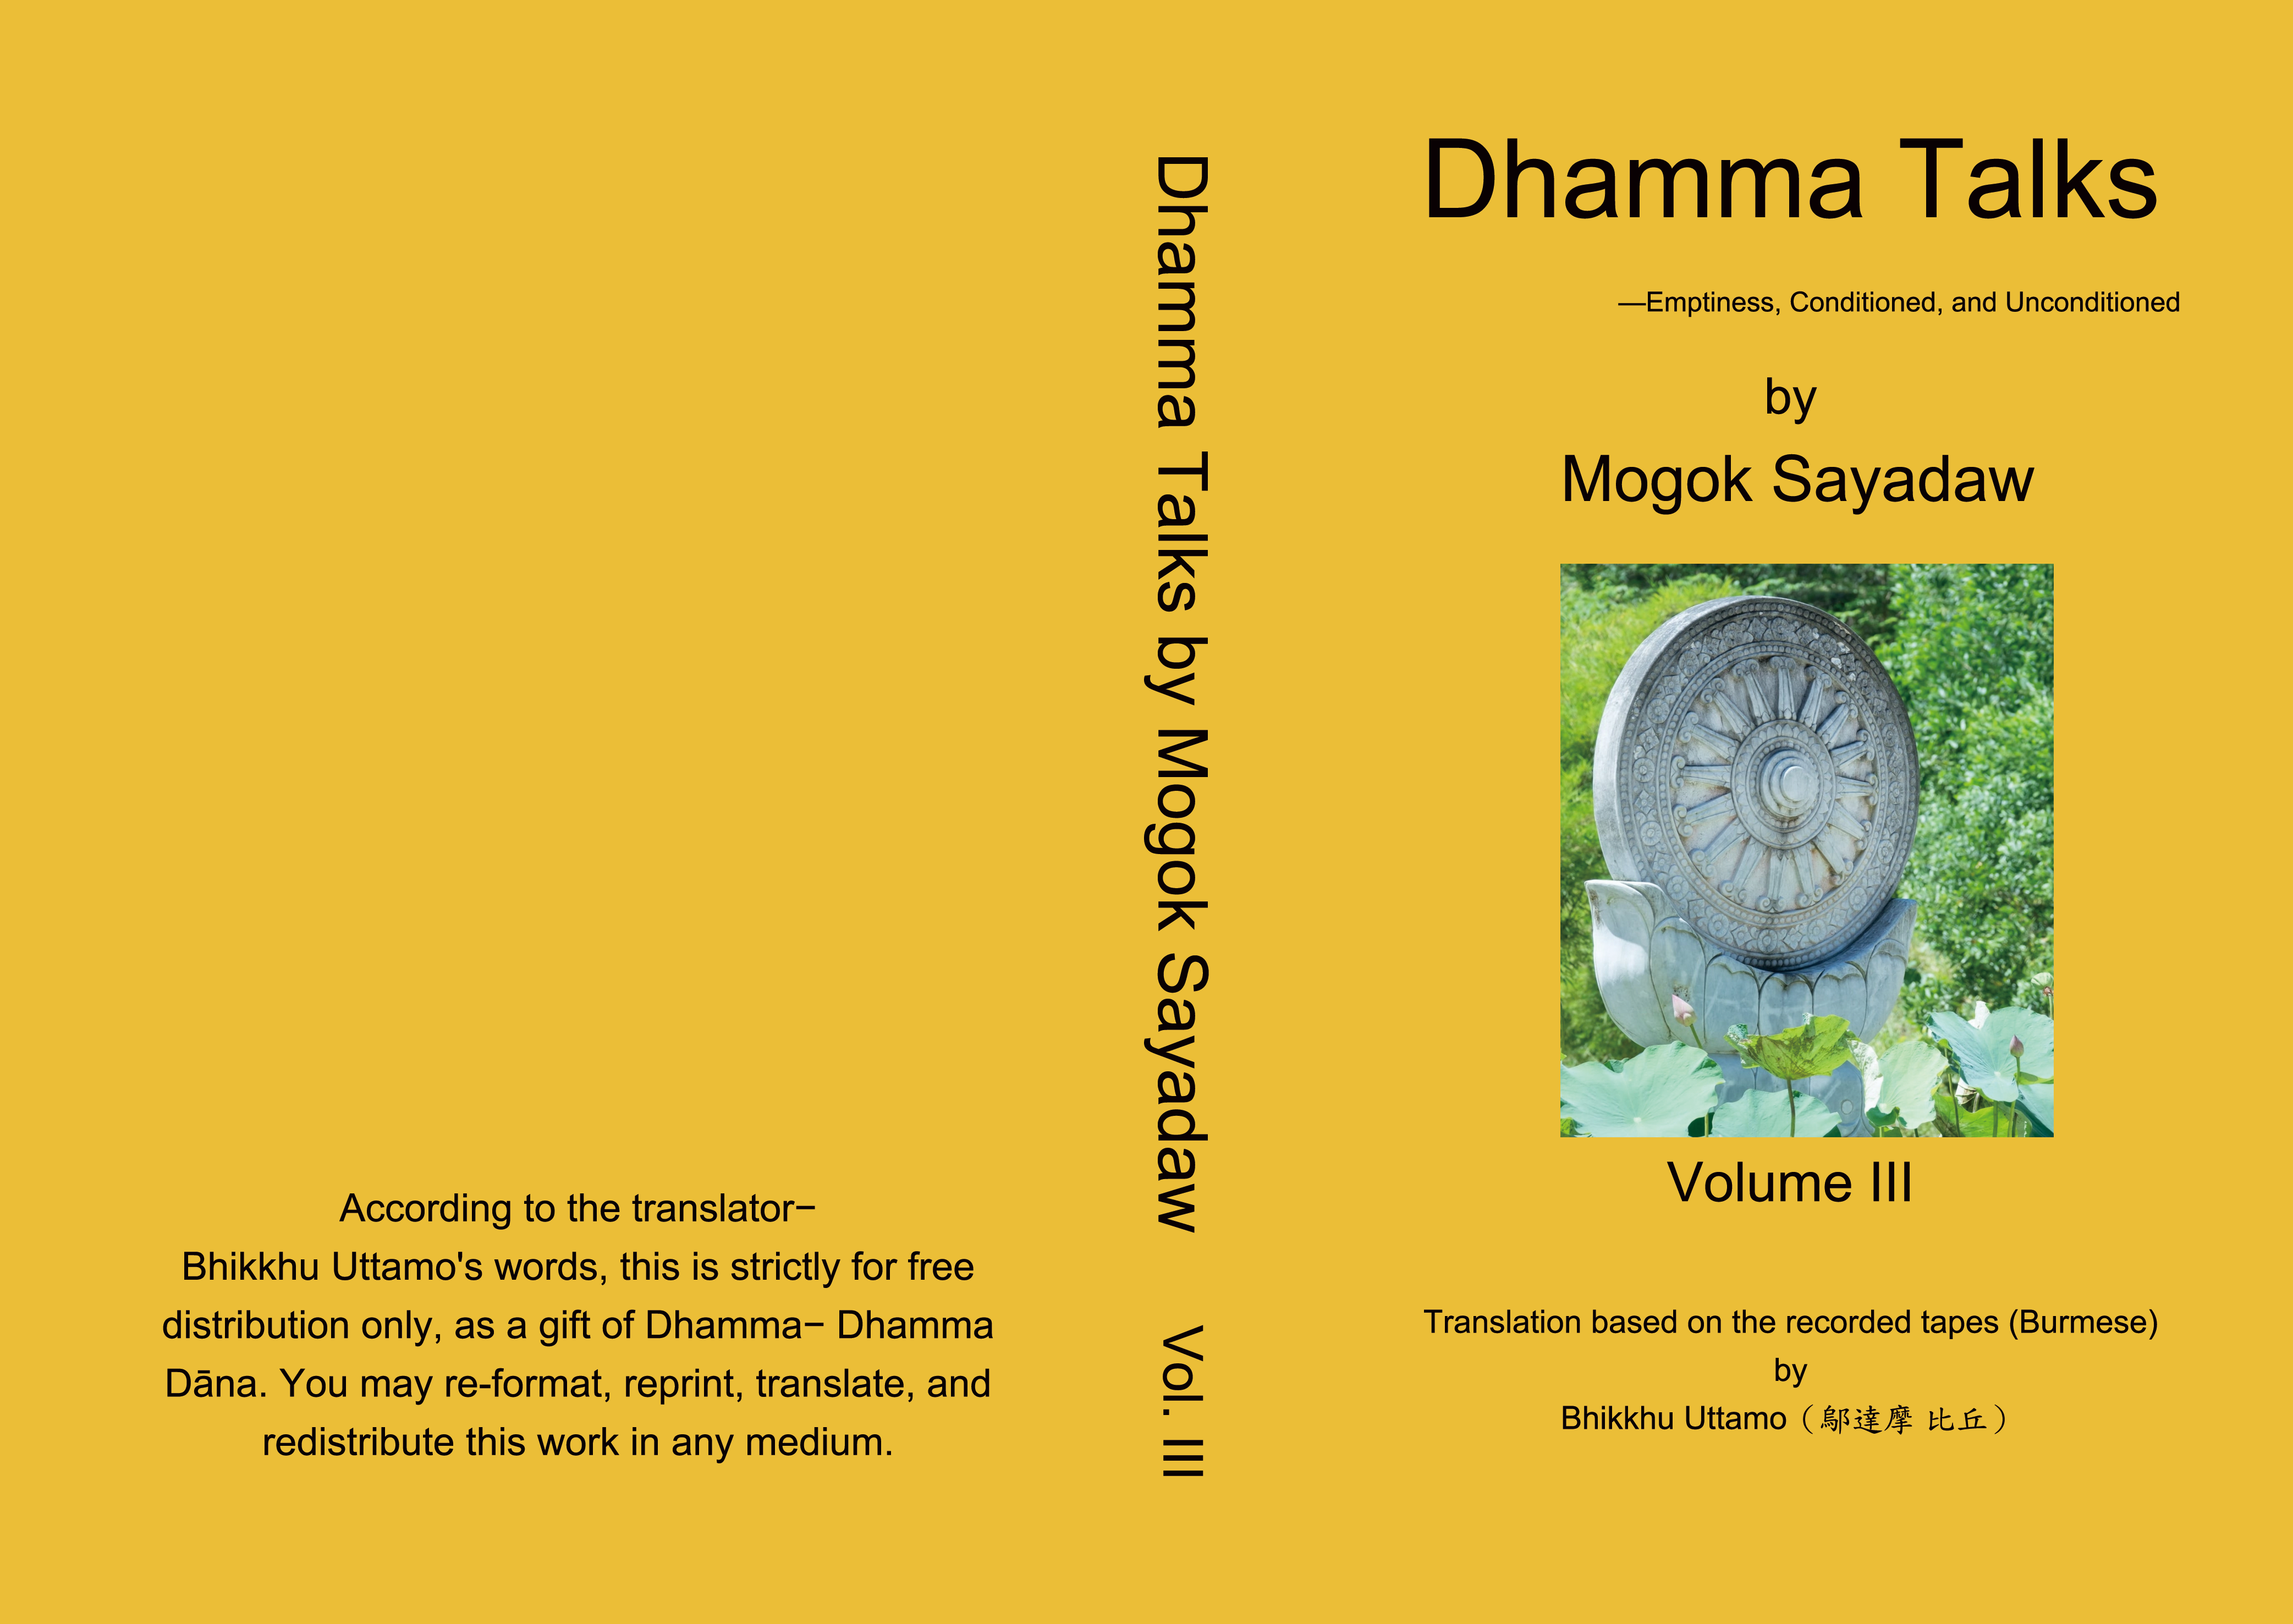 Dhamma Talks
—Emptiness, Conditioned, and Unconditioned
by
Mogok Sayadaw
Volume III
Translation based on the recorded tapes (Burmese)
by
Bhikkhu Uttamo（鄔達摩 比丘）
Dhamma Talks by Mogok Sayadaw Vol. III
According to the translator−
Bhikkhu Uttamo's words, this is strictly for free
distribution only, as a gift of Dhamma− Dhamma
Dāna. You may re-format, reprint, translate, and
redistribute this work in any medium.